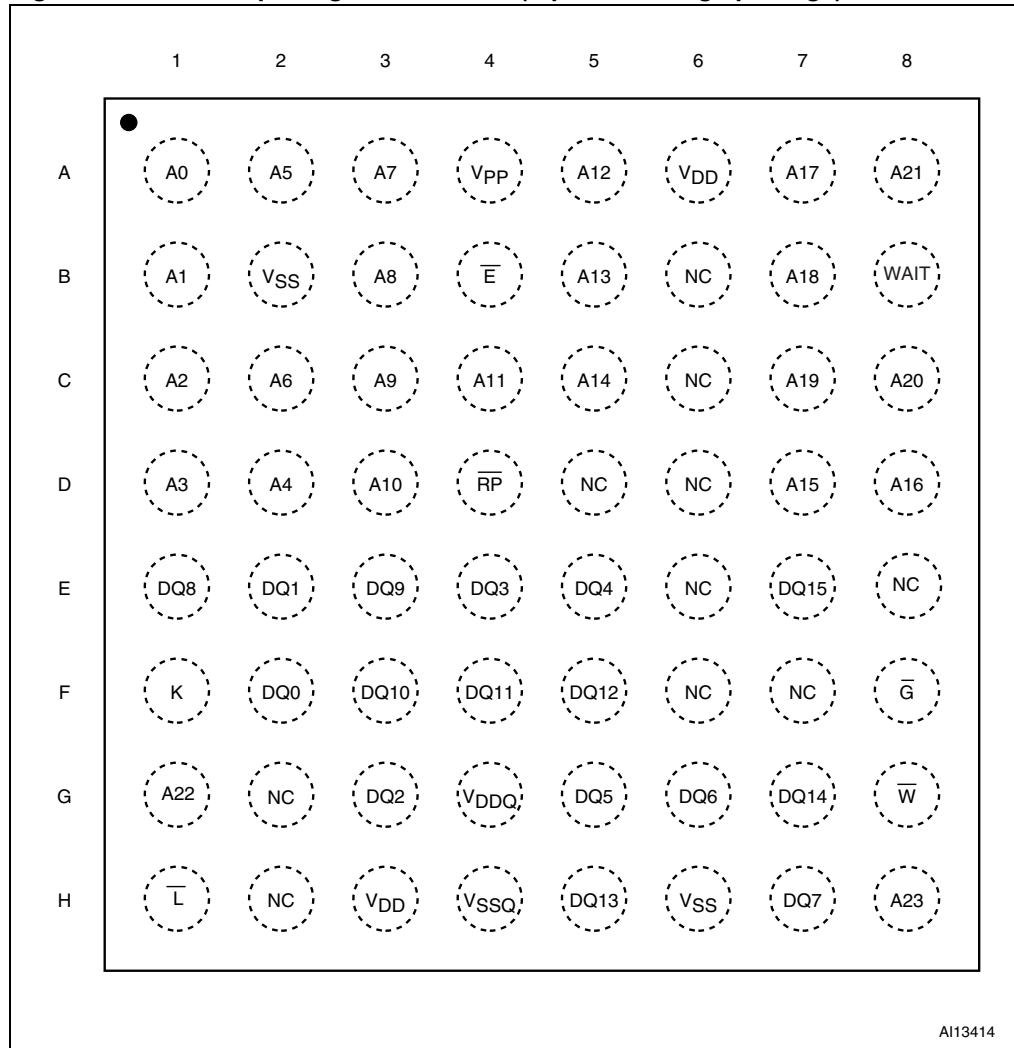 1 2 3 4 5 6 7 8
A A0 A5 A7 VPP A12 VDD A17 A21
B A1 VSS A8 E̅ A13 NC A18 WAIT
C A2 A6 A9 A11 A14 NC A19 A20
D A3 A4 A10 R̅P̅ NC NC A15 A16
E DQ8 DQ1 DQ9 DQ3 DQ4 NC DQ15 NC
F K DQ0 DQ10 DQ11 DQ12 NC NC G̅
G A22 NC DQ2 VDDQ DQ5 DQ6 DQ14 W̅
H L̅ NC VDD VSSQ DQ13 VSS DQ7 A23
AI13414